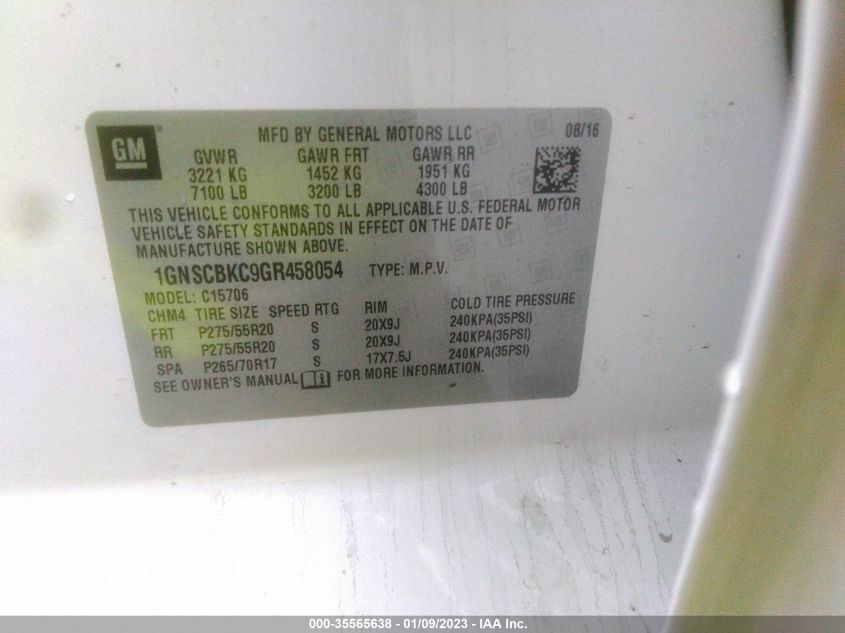 GM
MFD BY GENERAL MOTORS LLC 08/16
GVWR GAWR FRT GAWR RR
3221 KG 1452 KG 1951 KG
7100 LB 3200 LB 4300 LB
THIS VEHICLE CONFORMS TO ALL APPLICABLE U.S. FEDERAL MOTOR
VEHICLE SAFETY STANDARDS IN EFFECT ON THE DATE OF
MANUFACTURE SHOWN ABOVE.
1GNSCBKC9GR458054 TYPE: M.P.V.
MODEL: C15706
CHM4 TIRE SIZE SPEED RTG RIM COLD TIRE PRESSURE
FRT P275/55R20 S 20X9J 240KPA(35PSI)
RR P275/55R20 S 20X9J 240KPA(35PSI)
SPA P265/70R17 S 17X7.5J 240KPA(35PSI)
SEE OWNER'S MANUAL FOR MORE INFORMATION.
000-35565638 - 01/09/2023 - IAA Inc.